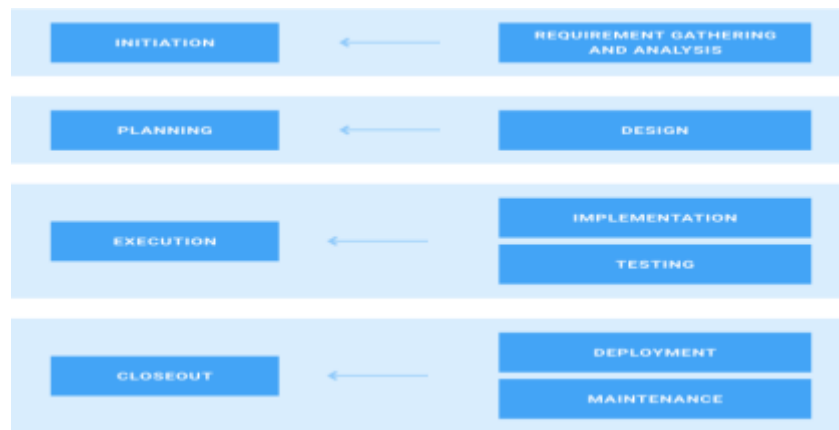 INITIATION
REQUIREMENT GATHERING
AND ANALYSIS
PLANNING
DESIGN
EXECUTION
IMPLEMENTATION
TESTING
CLOSEOUT
DEPLOYMENT
MAINTENANCE